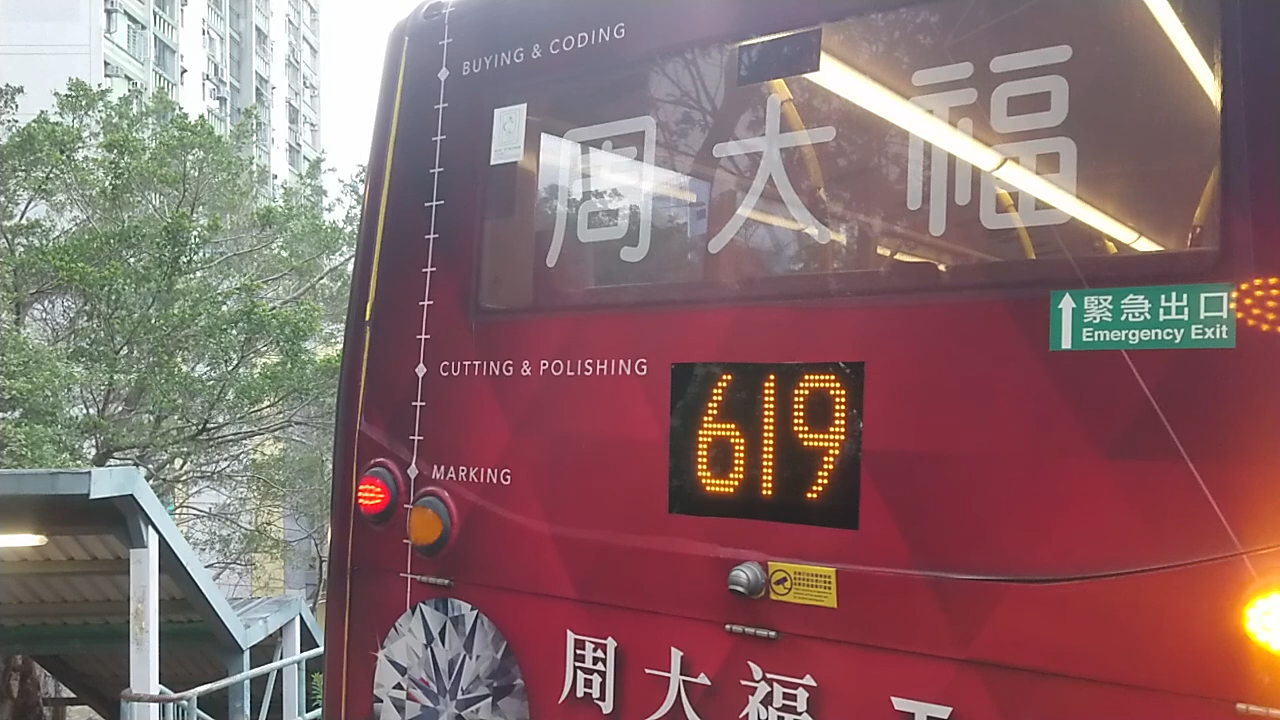 BUYING & CODING
周大福
緊急出口
Emergency Exit
CUTTING & POLISHING
619
MARKING
周大福 T